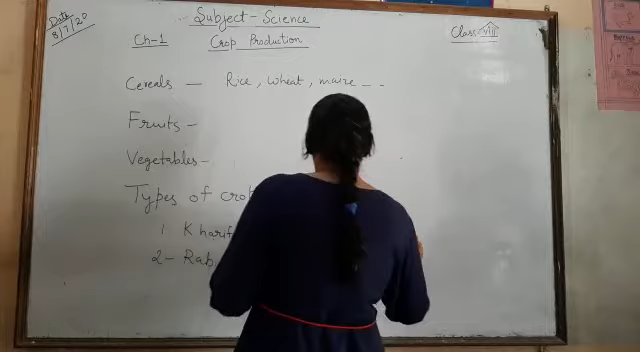 Date
8/7/20
Subject - Science
Class - VIII
Ch-1 Crop Production
Cereals — Rice, Wheat, maize - -
Fruits -
Vegetables -
Types of crop
1 Kharif
2- Rab